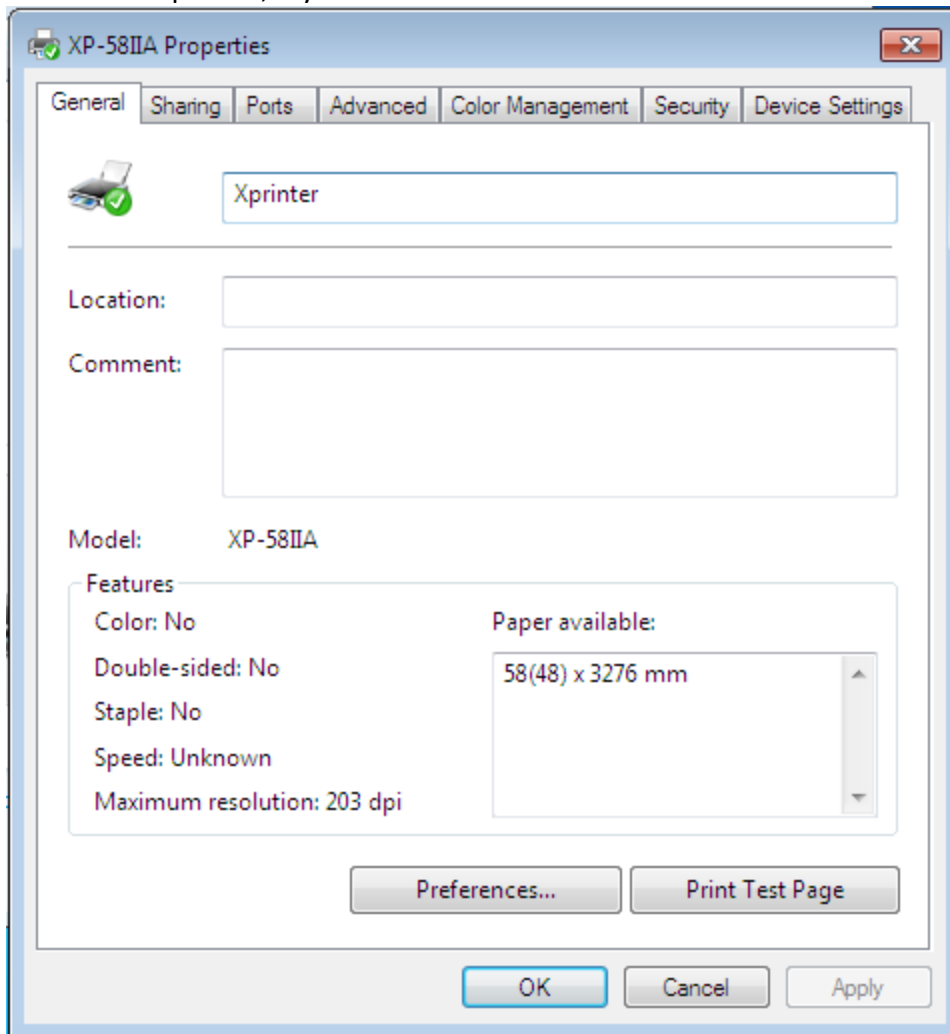 XP-58IIA Properties
General Sharing Ports Advanced Color Management Security Device Settings
Xprinter
Location:
Comment:
Model: XP-58IIA
Features
Color: No
Double-sided: No
Staple: No
Speed: Unknown
Maximum resolution: 203 dpi
Paper available:
58(48) x 3276 mm
Preferences... Print Test Page
OK Cancel Apply